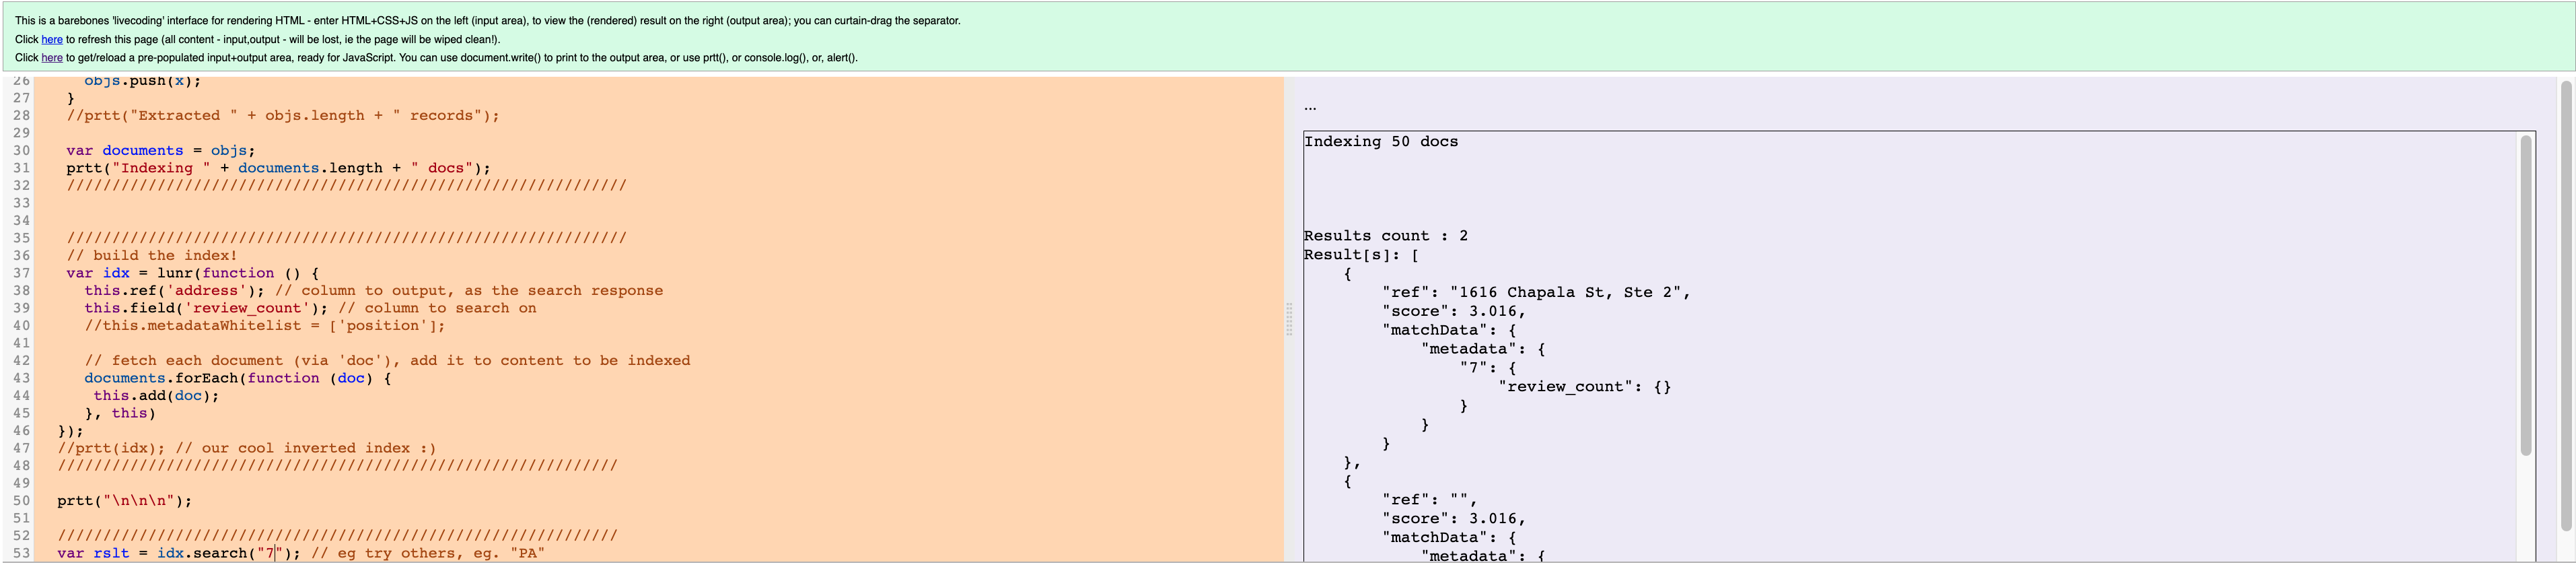 This is a barebones 'livecoding' interface for rendering HTML - enter HTML+CSS+JS on the left (input area), to view the (rendered) result on the right (output area); you can curtain-drag the separator.
Click here to refresh this page (all content - input,output - will be lost, ie the page will be wiped clean!).
Click here to get/reload a pre-populated input+output area, ready for JavaScript. You can use document.write() to print to the output area, or use prtt(), or console.log(), or, alert().
26 objs.push(x);
27 }
28 //prtt("Extracted " + objs.length + " records");
29
30 var documents = objs;
31 prtt("Indexing " + documents.length + " docs");
32 //////////////////////////////////////////////////////////////
33
34
35 //////////////////////////////////////////////////////////////
36 // build the index!
37 var idx = lunr(function () {
38 this.ref('address'); // column to output, as the search response
39 this.field('review_count'); // column to search on
40 //this.metadataWhitelist = ['position'];
41
42 // fetch each document (via 'doc'), add it to content to be indexed
43 documents.forEach(function (doc) {
44 this.add(doc);
45 }, this)
46 });
47 //prtt(idx); // our cool inverted index :)
48 //////////////////////////////////////////////////////////////
49
50 prtt("\n\n\n");
51
52 //////////////////////////////////////////////////////////////
53 var rslt = idx.search("7"); // eg try others, eg. "PA"
...
Indexing 50 docs
Results count : 2
Result[s]: [
{
"ref": "1616 Chapala St, Ste 2",
"score": 3.016,
"matchData": {
"metadata": {
"7": {
"review_count": {}
}
}
}
},
{
"ref": "",
"score": 3.016,
"matchData": {
"metadata": {